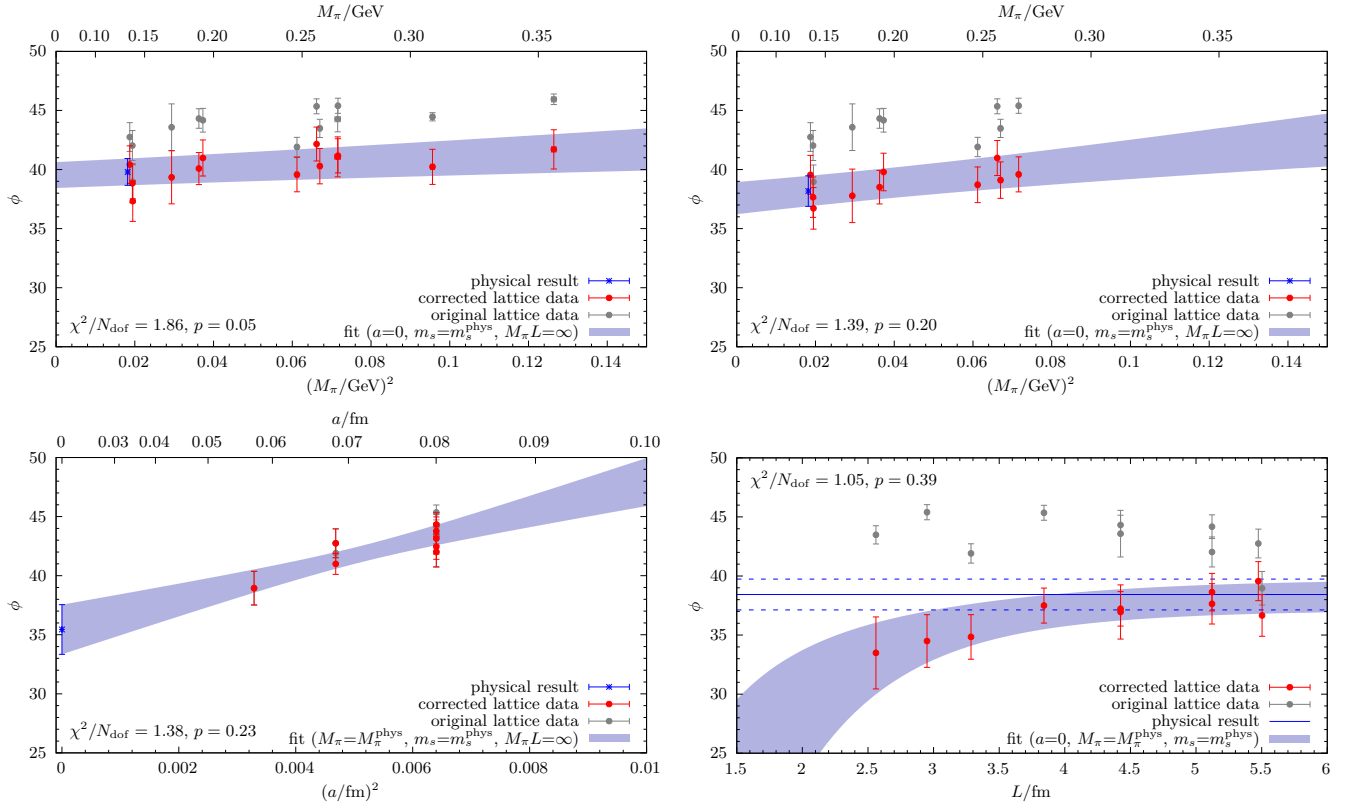 M_π/GeV
0 0.10 0.15 0.20 0.25 0.30 0.35
50
45
40
35
30
25
ϕ
physical result
corrected lattice data
original lattice data
χ²/N_dof = 1.86, p = 0.05
fit (a=0, m_s=m_s^phys, M_πL=∞)
0 0.02 0.04 0.06 0.08 0.1 0.12 0.14
(M_π/GeV)²
M_π/GeV
0 0.10 0.15 0.20 0.25 0.30 0.35
50
45
40
35
30
25
ϕ
physical result
corrected lattice data
original lattice data
χ²/N_dof = 1.39, p = 0.20
fit (a=0, m_s=m_s^phys, M_πL=∞)
0 0.02 0.04 0.06 0.08 0.1 0.12 0.14
(M_π/GeV)²
a/fm
0 0.03 0.04 0.05 0.06 0.07 0.08 0.09 0.10
50
45
40
35
30
25
ϕ
physical result
corrected lattice data
original lattice data
χ²/N_dof = 1.38, p = 0.23
fit (M_π=M_π^phys, m_s=m_s^phys, M_πL=∞)
0 0.002 0.004 0.006 0.008 0.01
(a/fm)²
50
45
40
35
30
25
ϕ
χ²/N_dof = 1.05, p = 0.39
corrected lattice data
original lattice data
physical result
fit (a=0, M_π=M_π^phys, m_s=m_s^phys)
1.5 2 2.5 3 3.5 4 4.5 5 5.5 6
L/fm